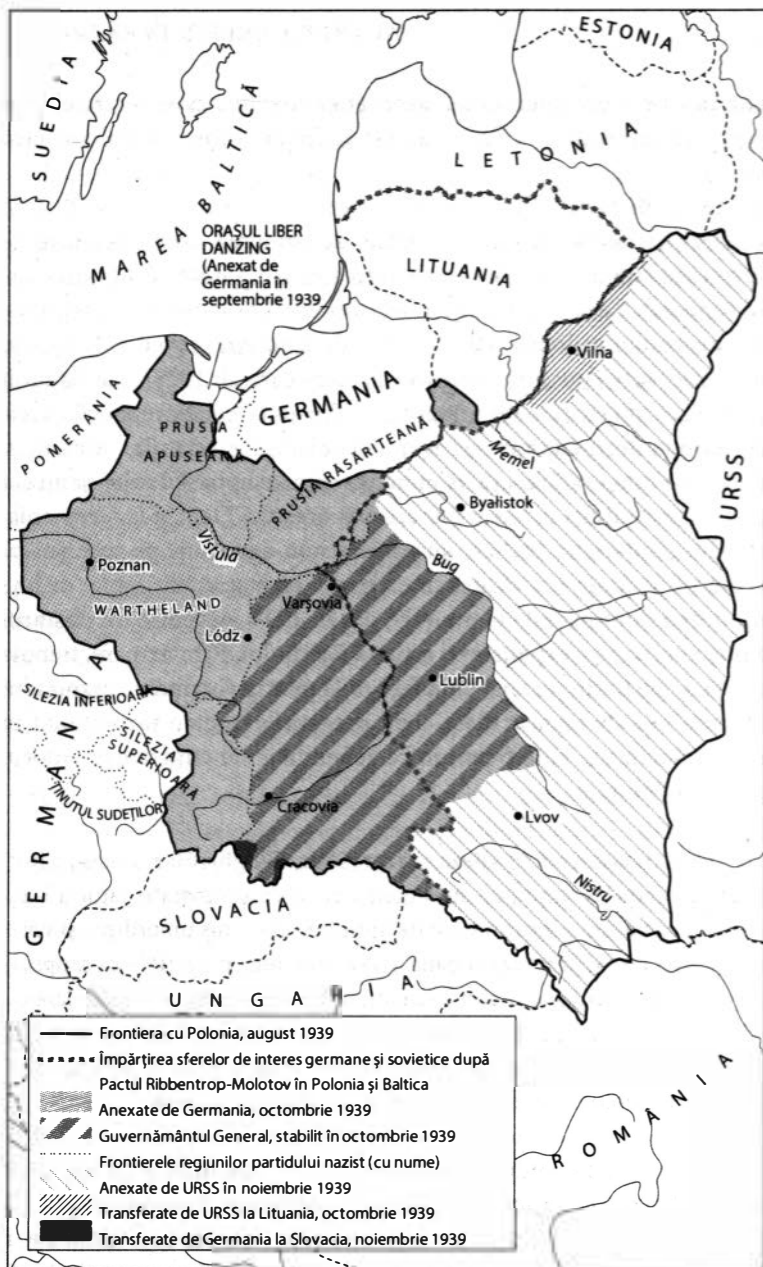 ESTONIA
SUEDIA
LETONIA
MAREA BALTICĂ
ORAȘUL LIBER
DANZING
(Anexat de
Germania în
septembrie 1939
LITUANIA
Vilna
POMERANIA
GERMANIA
PRUSIA
APUSEANĂ
PRUSIA RĂSĂRITEANĂ
Memel
URSS
Byałistok
Vistula
Bug
Poznan
Varșovia
WARTHELAND
Lódz
Lublin
GERMANIA
SILEZIA INFERIOARĂ
SILEZIA
SUPERIOARĂ
ȚINUTUL SUDEȚILOR
Cracovia
Lvov
Nistru
SLOVACIA
UNGARIA
ROMÂNIA
Frontiera cu Polonia, august 1939
Împărțirea sferelor de interes germane și sovietice după
Pactul Ribbentrop-Molotov în Polonia și Baltica
Anexate de Germania, octombrie 1939
Guvernământul General, stabilit în octombrie 1939
Frontierele regiunilor partidului nazist (cu nume)
Anexate de URSS în noiembrie 1939
Transferate de URSS la Lituania, octombrie 1939
Transferate de Germania la Slovacia, noiembrie 1939